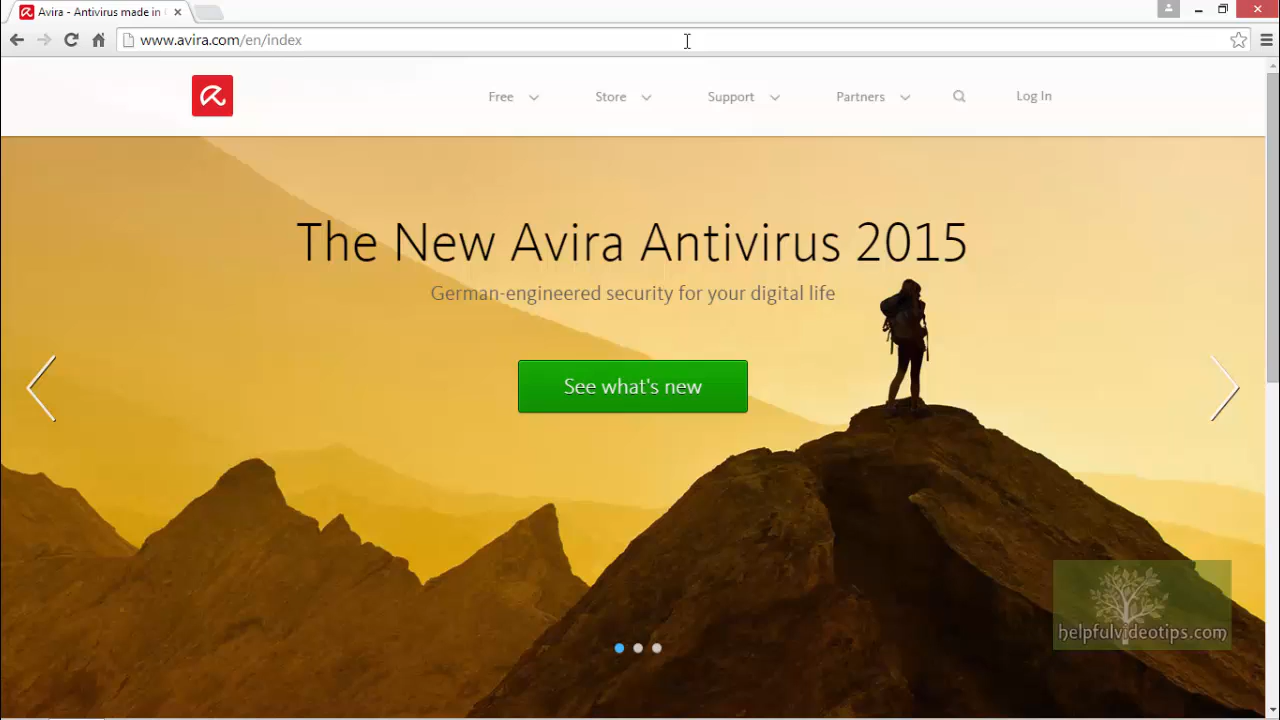 Avira - Antivirus made in
www.avira.com/en/index
Free
Store
Support
Partners
Log In
The New Avira Antivirus 2015
German-engineered security for your digital life
See what's new
helpfulvideotips.com